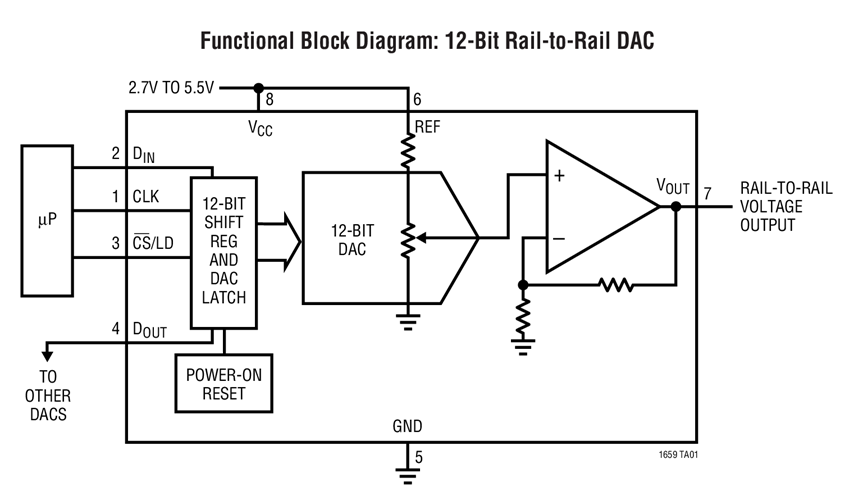 Functional Block Diagram: 12-Bit Rail-to-Rail DAC
2.7V TO 5.5V
8
6
VCC
REF
2
DIN
μP
1
CLK
3
C̅S̅/LD
12-BIT
SHIFT
REG
AND
DAC
LATCH
12-BIT
DAC
+
–
VOUT
7
RAIL-TO-RAIL
VOLTAGE
OUTPUT
4
DOUT
TO
OTHER
DACS
POWER-ON
RESET
GND
5
1659 TA01